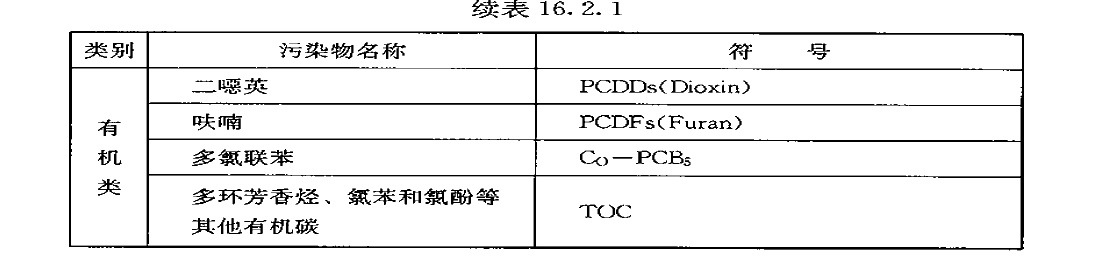 续表 16.2.1
类别 污染物名称 符 号
有机类 二噁英 PCDDs(Dioxin)
呋喃 PCDFs(Furan)
多氯联苯 CO－PCB5
多环芳香烃、氯苯和氯酚等
其他有机碳 TOC